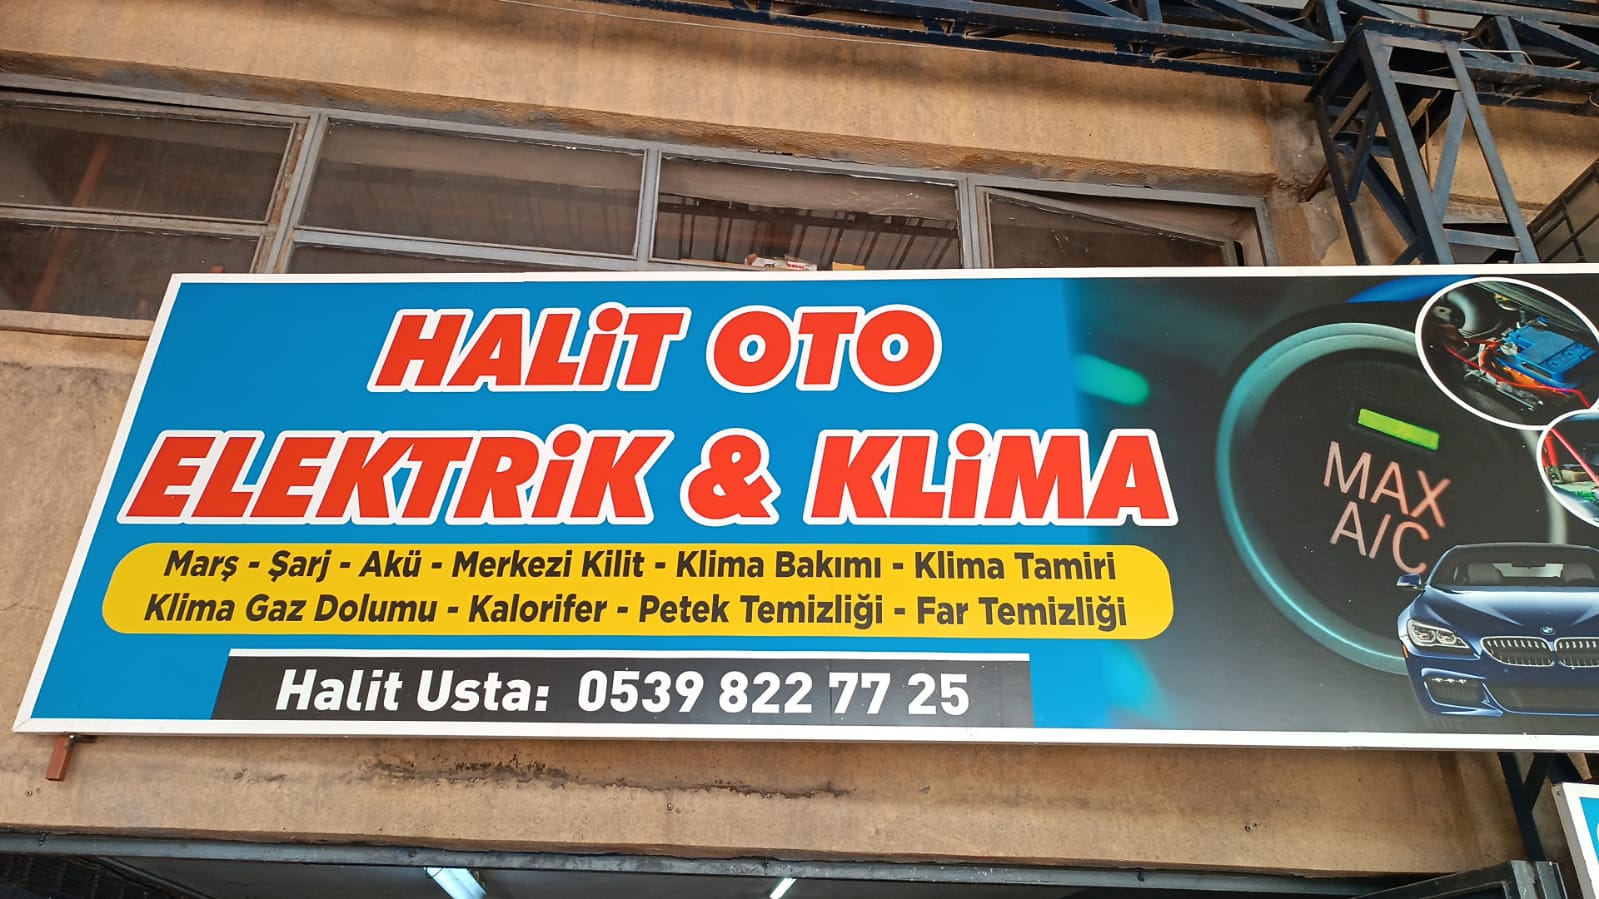 HALiT OTO
ELEKTRiK & KLiMA
Marş - Şarj - Akü - Merkezi Kilit - Klima Bakımı - Klima Tamiri
Klima Gaz Dolumu - Kalorifer - Petek Temizliği - Far Temizliği
Halit Usta: 0539 822 77 25
MAX
A/C